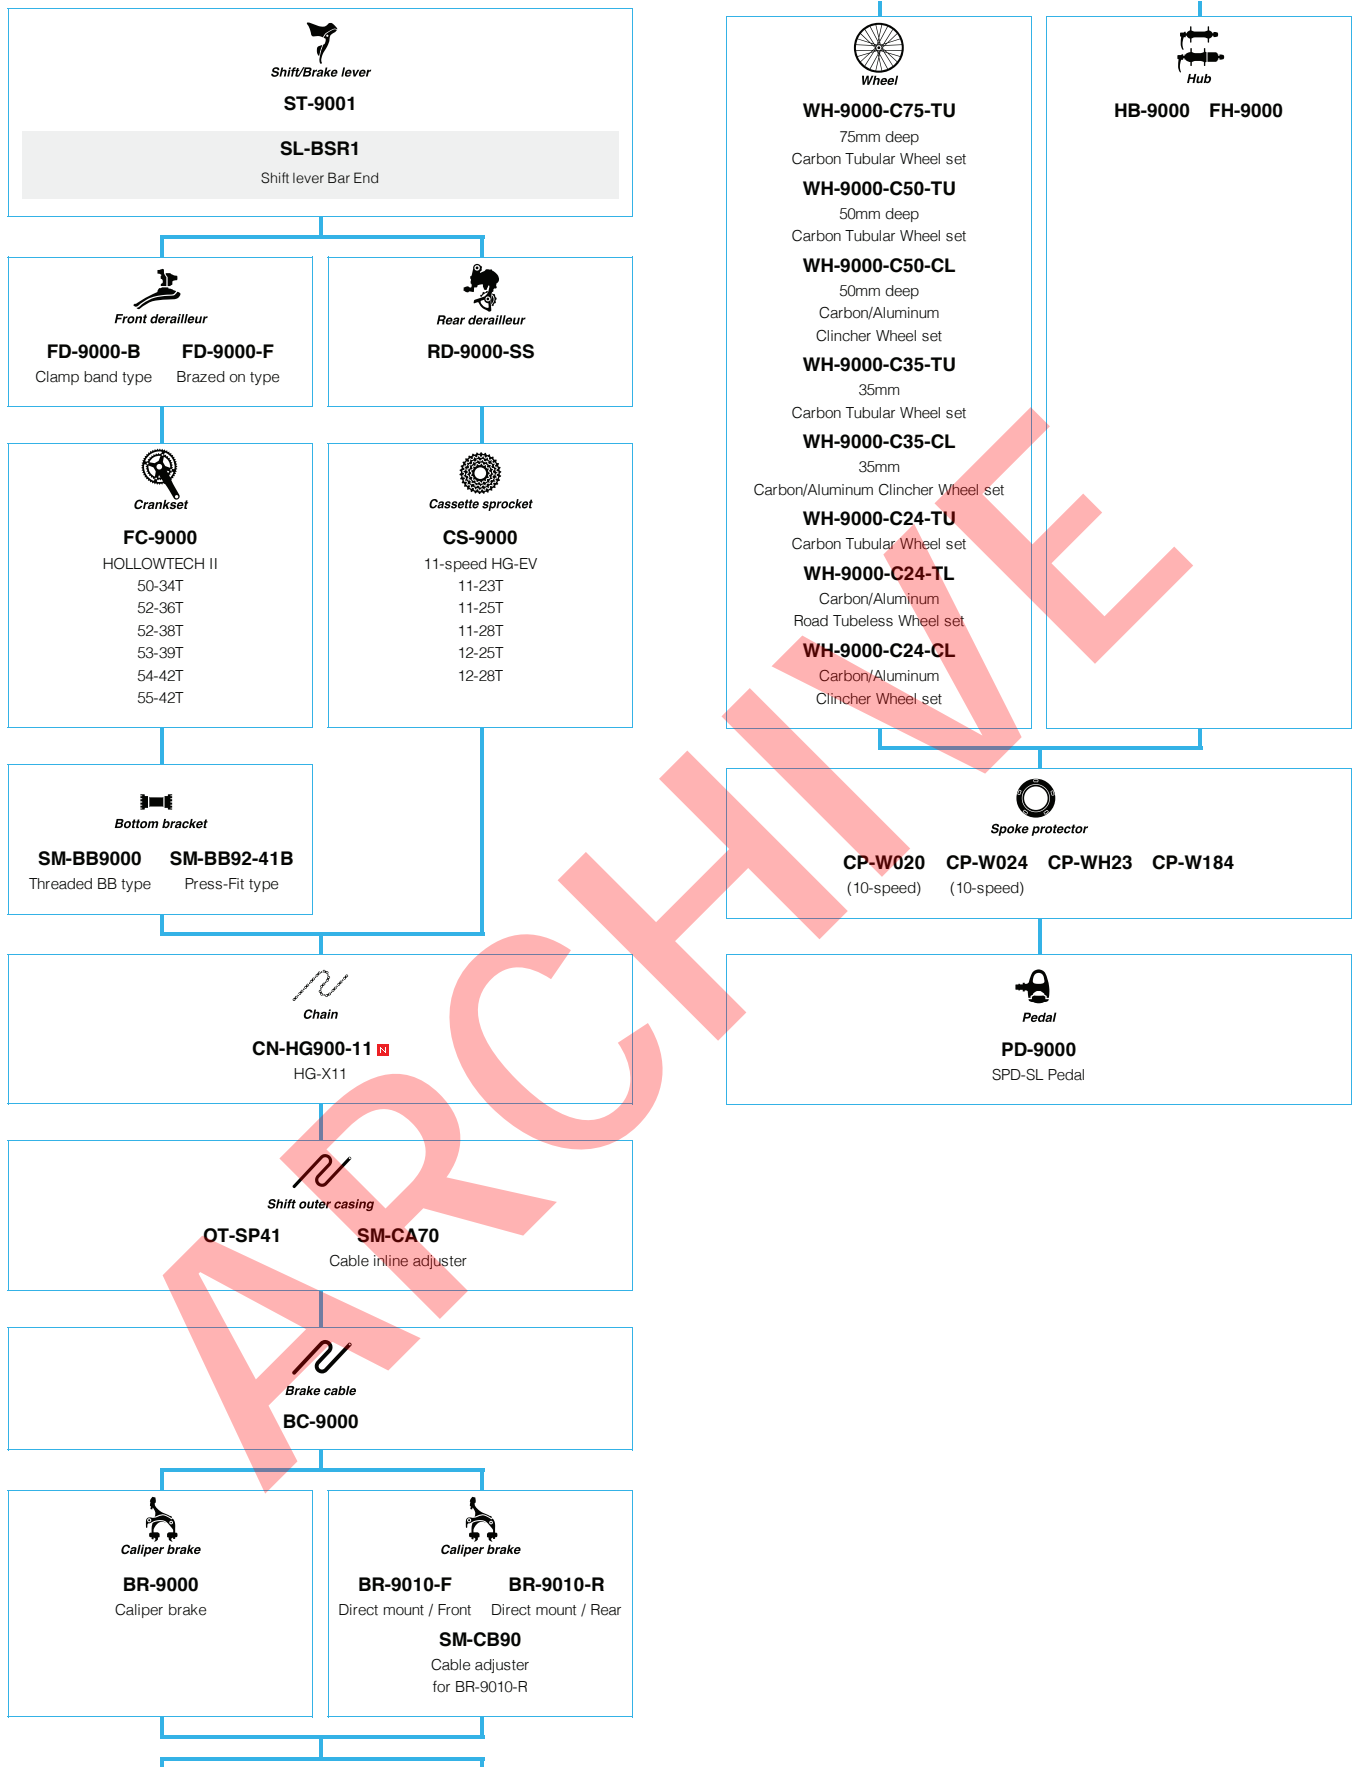 Shift/Brake lever
ST-9001
SL-BSR1
Shift lever Bar End
Front derailleur
FD-9000-B FD-9000-F
Clamp band type Brazed on type
Rear derailleur
RD-9000-SS
Crankset
FC-9000
HOLLOWTECH II
50-34T
52-36T
52-38T
53-39T
54-42T
55-42T
Cassette sprocket
CS-9000
11-speed HG-EV
11-23T
11-25T
11-28T
12-25T
12-28T
Bottom bracket
SM-BB9000 SM-BB92-41B
Threaded BB type Press-Fit type
Chain
CN-HG900-11 N
HG-X11
Shift outer casing
OT-SP41 SM-CA70
Cable inline adjuster
Brake cable
BC-9000
Caliper brake
BR-9000
Caliper brake
Caliper brake
BR-9010-F BR-9010-R
Direct mount / Front Direct mount / Rear
SM-CB90
Cable adjuster
for BR-9010-R
Wheel
WH-9000-C75-TU
75mm deep
Carbon Tubular Wheel set
WH-9000-C50-TU
50mm deep
Carbon Tubular Wheel set
WH-9000-C50-CL
50mm deep
Carbon/Aluminum
Clincher Wheel set
WH-9000-C35-TU
35mm
Carbon Tubular Wheel set
WH-9000-C35-CL
35mm
Carbon/Aluminum Clincher Wheel set
WH-9000-C24-TU
Carbon Tubular Wheel set
WH-9000-C24-TL
Carbon/Aluminum
Road Tubeless Wheel set
WH-9000-C24-CL
Carbon/Aluminum
Clincher Wheel set
Hub
HB-9000 FH-9000
Spoke protector
CP-W020 CP-W024 CP-WH23 CP-W184
(10-speed) (10-speed)
Pedal
PD-9000
SPD-SL Pedal
ARCHIVE